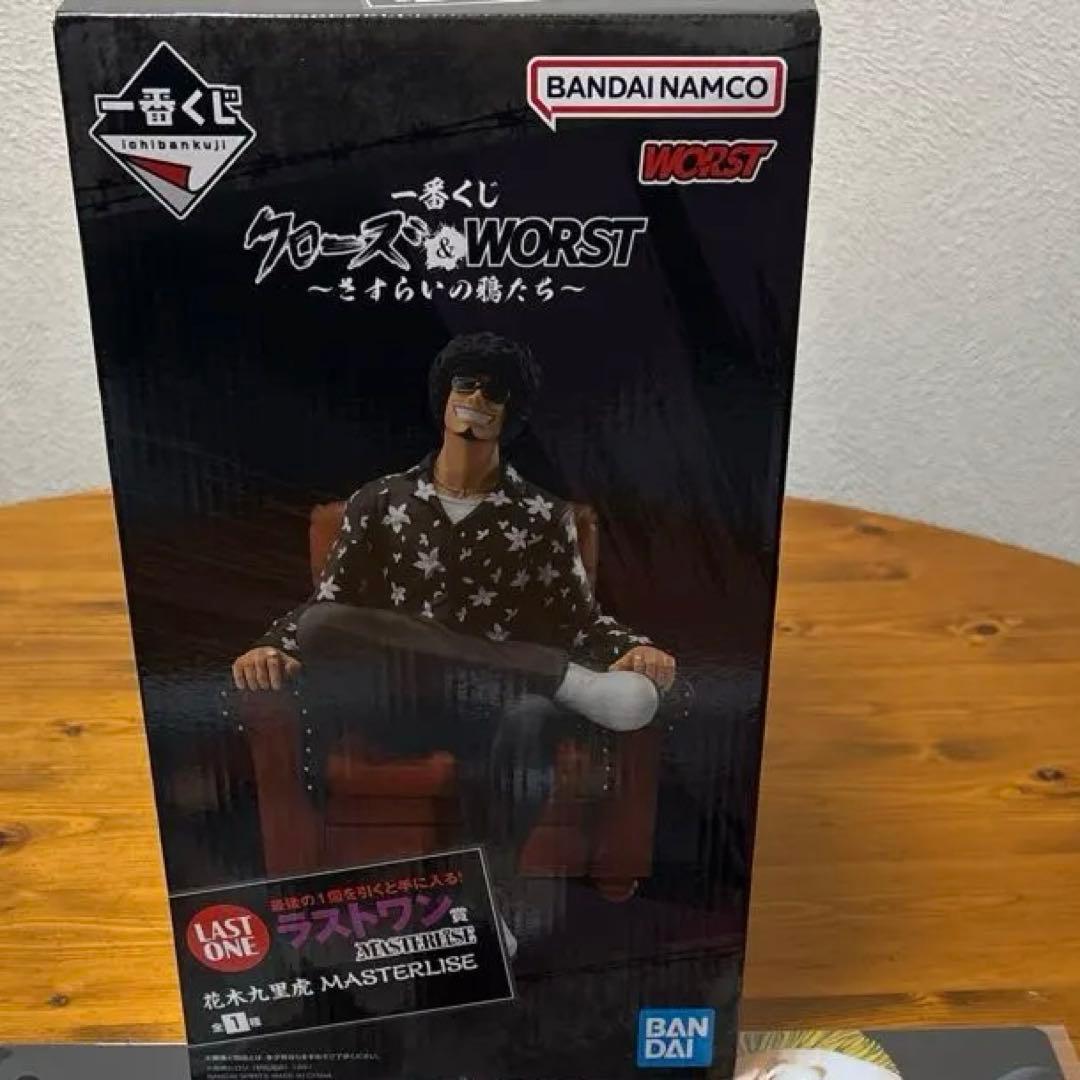 一番くじ
ichibankuji
BANDAI NAMCO
WORST
一番くじ
クローズ&WORST
～さすらいの鴉たち～
最後の1個を引くと手に入る!
LAST
ONE
ラストワン賞
MASTERLISE
花木九里虎 MASTERLISE
全1種
BAN
DAI